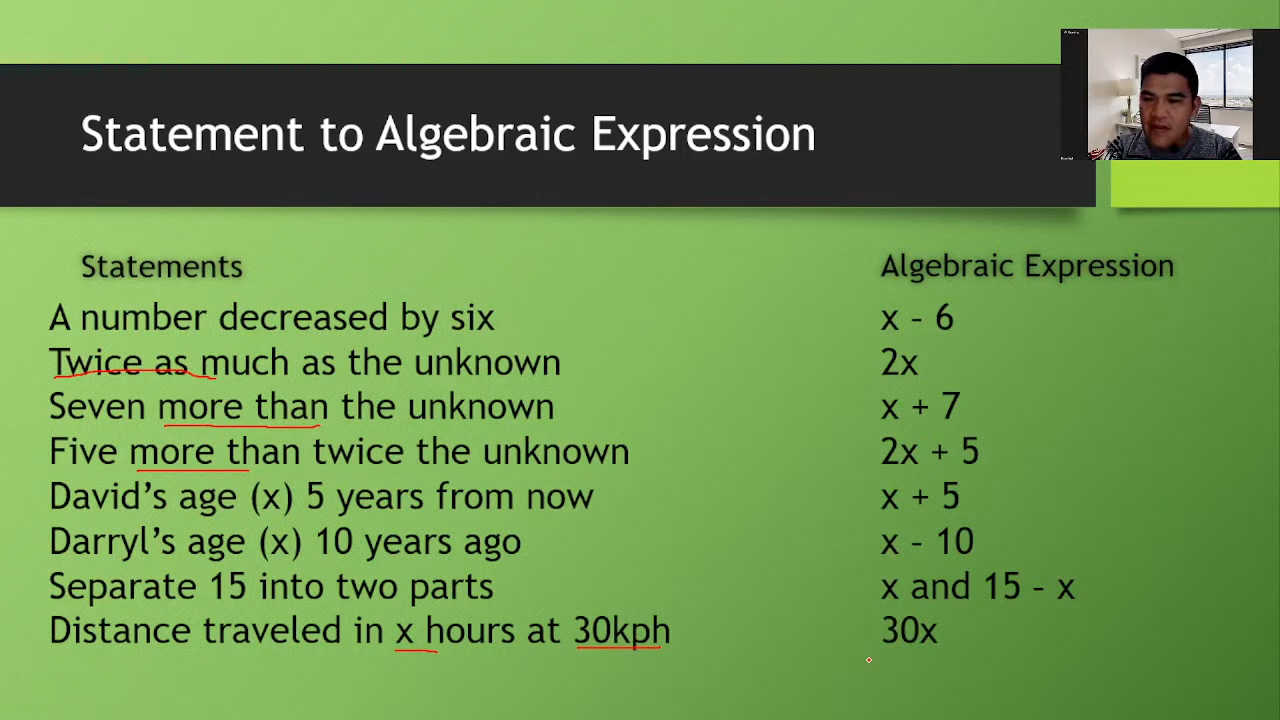 Statement to Algebraic Expression
Statements
Algebraic Expression
A number decreased by six
x – 6
Twice as much as the unknown
2x
Seven more than the unknown
x + 7
Five more than twice the unknown
2x + 5
David’s age (x) 5 years from now
x + 5
Darryl’s age (x) 10 years ago
x – 10
Separate 15 into two parts
x and 15 – x
Distance traveled in x hours at 30kph
30x